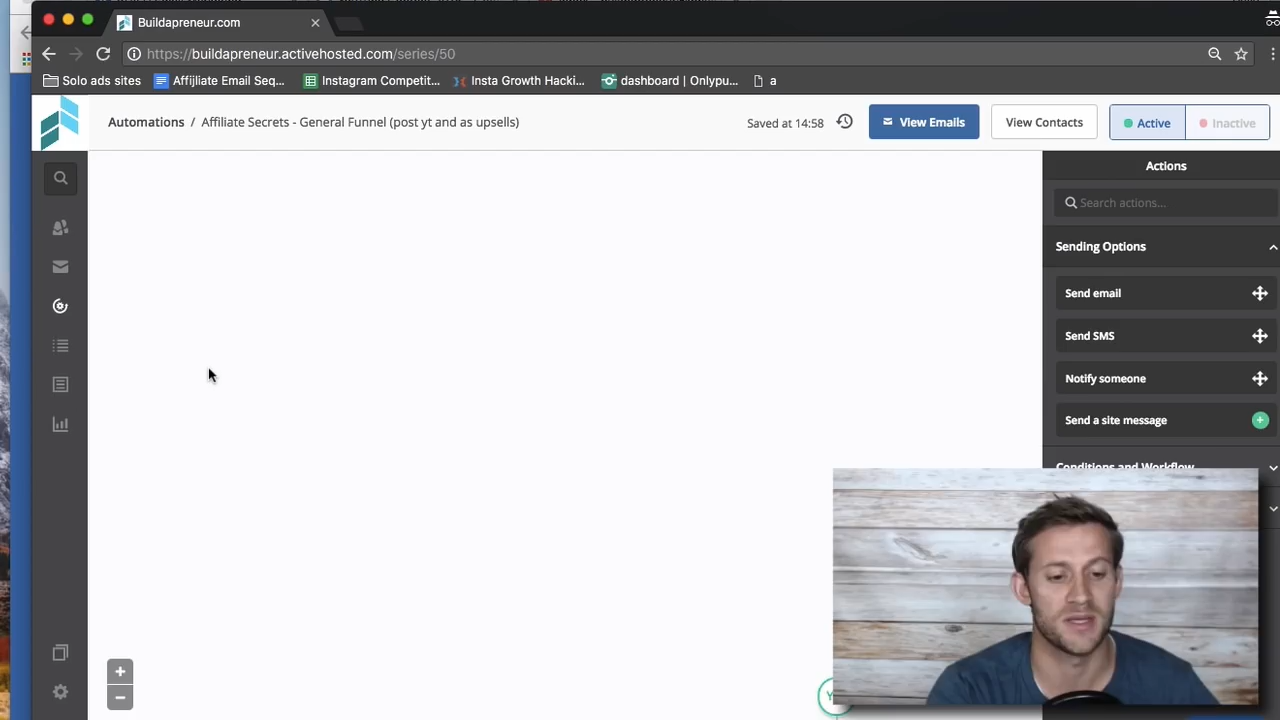 Buildapreneur.com
https://buildapreneur.activehosted.com/series/50
Solo ads sites
Affijliate Email Seq...
Instagram Competit...
Insta Growth Hacki...
dashboard | Onlypu...
a
Automations / Affiliate Secrets - General Funnel (post yt and as upsells)
Saved at 14:58
View Emails
View Contacts
Active
Inactive
Actions
Search actions...
Sending Options
Send email
Send SMS
Notify someone
Send a site message
Conditions and Workflow